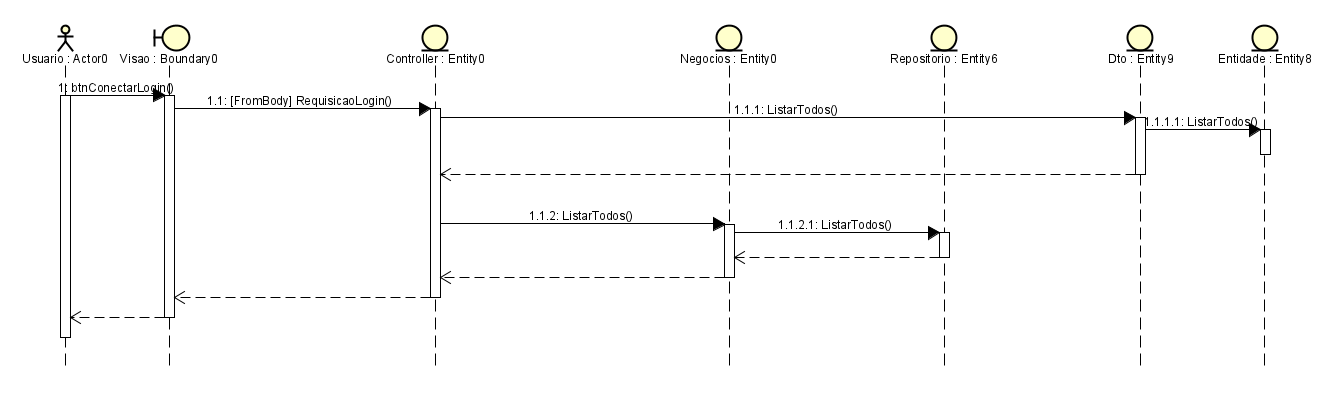 Usuario : Actor0
Visao : Boundary0
Controller : Entity0
Negocios : Entity0
Repositorio : Entity6
Dto : Entity9
Entidade : Entity8
1: btnConectarLogin()
1.1: [FromBody] RequisicaoLogin()
1.1.1: ListarTodos()
1.1.1.1: ListarTodos()
1.1.2: ListarTodos()
1.1.2.1: ListarTodos()